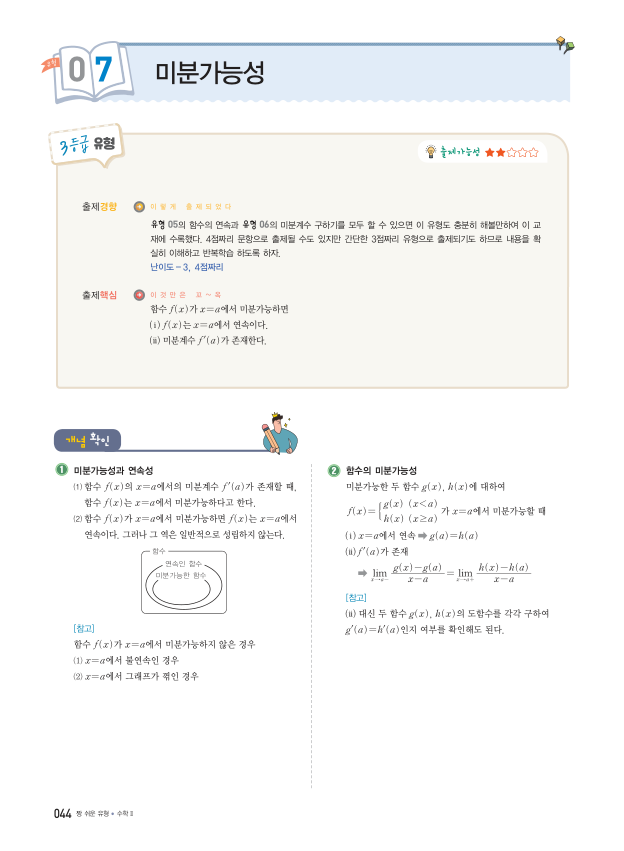 유형
07
미분가능성
3등급 유형
출제가능성 ★★☆☆☆
출제경향
이렇게 출제되었다
유형 05의 함수의 연속과 유형 06의 미분계수 구하기를 모두 할 수 있으면 이 유형도 충분히 해볼만하여 이 교
재에 수록했다. 4점짜리 문항으로 출제될 수도 있지만 간단한 3점짜리 유형으로 출제되기도 하므로 내용을 확
실히 이해하고 반복학습 하도록 하자.
난이도 – 3, 4점짜리
출제핵심
이것만은 꼬~옥
함수 f(x)가 x=a에서 미분가능하면
(ⅰ) f(x)는 x=a에서 연속이다.
(ⅱ) 미분계수 f′(a)가 존재한다.
개념 확인
1 미분가능성과 연속성
⑴ 함수 f(x)의 x=a에서의 미분계수 f′(a)가 존재할 때,
함수 f(x)는 x=a에서 미분가능하다고 한다.
⑵ 함수 f(x)가 x=a에서 미분가능하면 f(x)는 x=a에서
연속이다. 그러나 그 역은 일반적으로 성립하지 않는다.
함수
연속인 함수
미분가능한 함수
[참고]
함수 f(x)가 x=a에서 미분가능하지 않은 경우
⑴ x=a에서 불연속인 경우
⑵ x=a에서 그래프가 꺾인 경우
2 함수의 미분가능성
미분가능한 두 함수 g(x), h(x)에 대하여
f(x)={g(x) (x<a) h(x) (x≥a) 가 x=a에서 미분가능할 때
(ⅰ) x=a에서 연속 ➡ g(a)=h(a)
(ⅱ) f′(a)가 존재
➡ lim x→a− (g(x)−g(a))/(x−a) = lim x→a+ (h(x)−h(a))/(x−a)
[참고]
(ⅱ) 대신 두 함수 g(x), h(x)의 도함수를 각각 구하여
g′(a)=h′(a)인지 여부를 확인해도 된다.
044 짱 쉬운 유형 • 수학 Ⅱ